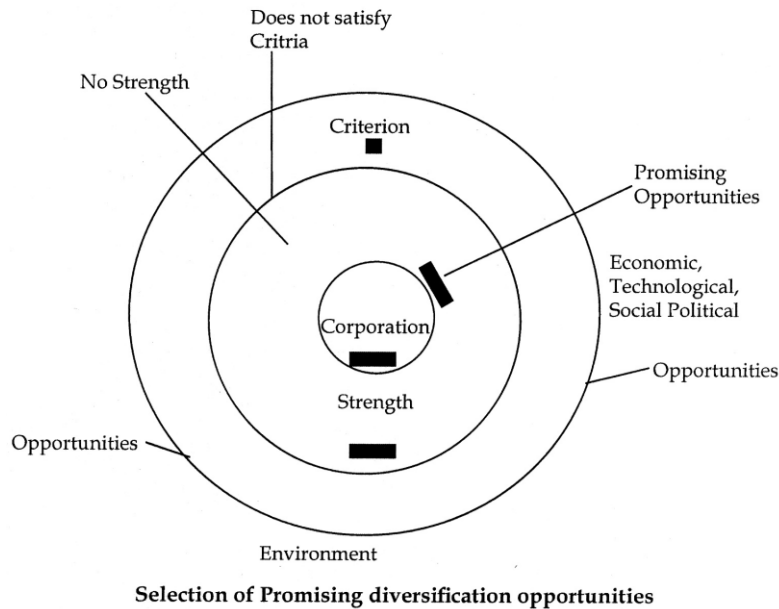 Does not satisfy
Critria
No Strength
Criterion
Promising
Opportunities
Economic,
Technological,
Social Political
Corporation
Opportunities
Strength
Opportunities
Environment
Selection of Promising diversification opportunities